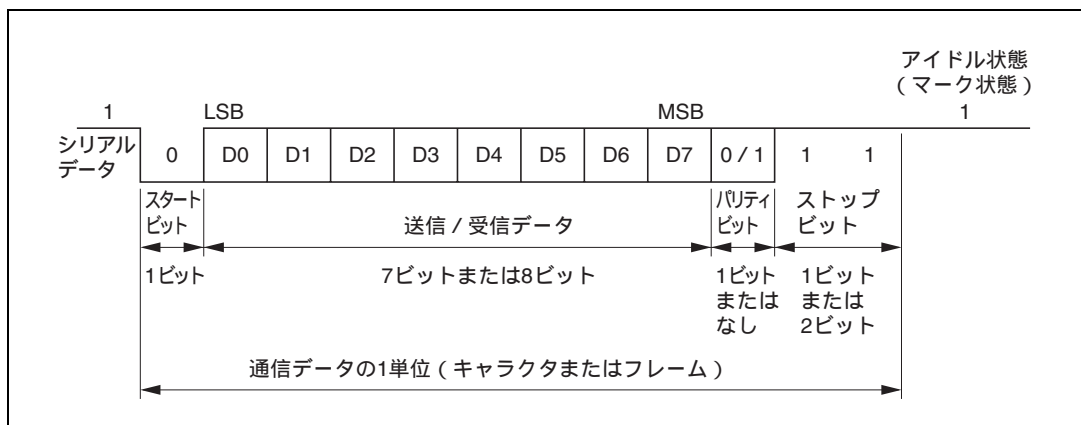 アイドル状態
(マーク状態)
1 LSB MSB 1
シリアル
データ
0 D0 D1 D2 D3 D4 D5 D6 D7 0 / 1 1 1
スタート
ビット
送信 / 受信データ
パリティ
ビット
ストップ
ビット
1ビット
7ビットまたは8ビット
1ビット
または
なし
1ビット
または
2ビット
通信データの1単位(キャラクタまたはフレーム)